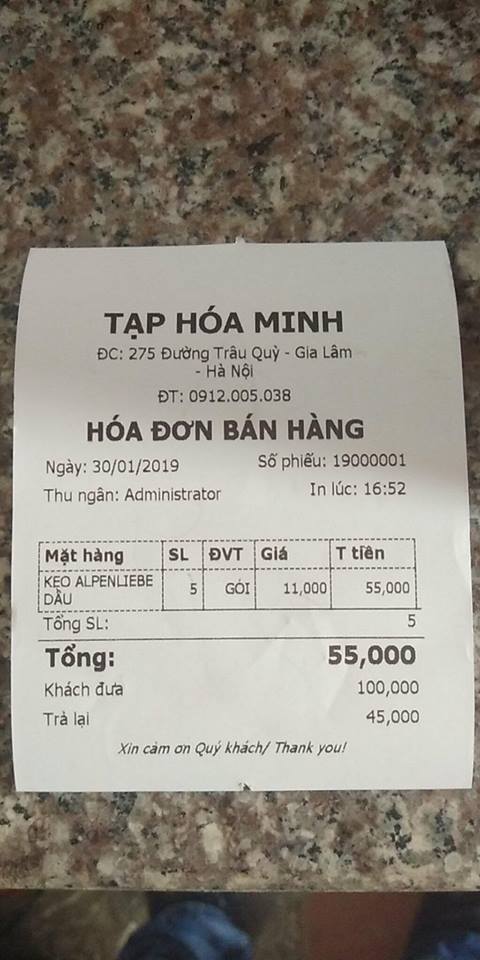 TẠP HÓA MINH
ĐC: 275 Đường Trâu Quỳ - Gia Lâm
- Hà Nội
ĐT: 0912.005.038
HÓA ĐƠN BÁN HÀNG
Ngày: 30/01/2019 Số phiếu: 19000001
Thu ngân: Administrator In lúc: 16:52
Mặt hàng SL ĐVT Giá T tiền
KẸO ALPENLIEBE
DÂU 5 GÓI 11,000 55,000
Tổng SL: 5
Tổng: 55,000
Khách đưa 100,000
Trả lại 45,000
Xin cảm ơn Quý khách/ Thank you!